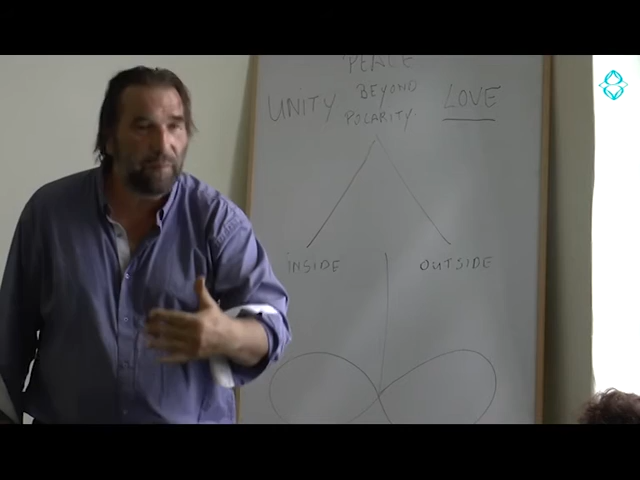 PEACE
UNITY BEYOND LOVE
POLARITY.
INSIDE OUTSIDE